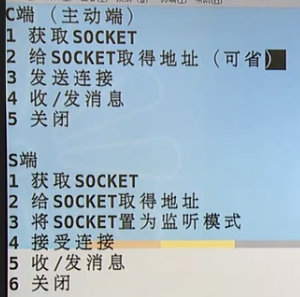 C端 (主动端)
1 获取SOCKET
2 给SOCKET取得地址 (可省)
3 发送连接
4 收/发消息
5 关闭
S端
1 获取SOCKET
2 给SOCKET取得地址
3 将SOCKET置为监听模式
4 接受连接
5 收/发消息
6 关闭